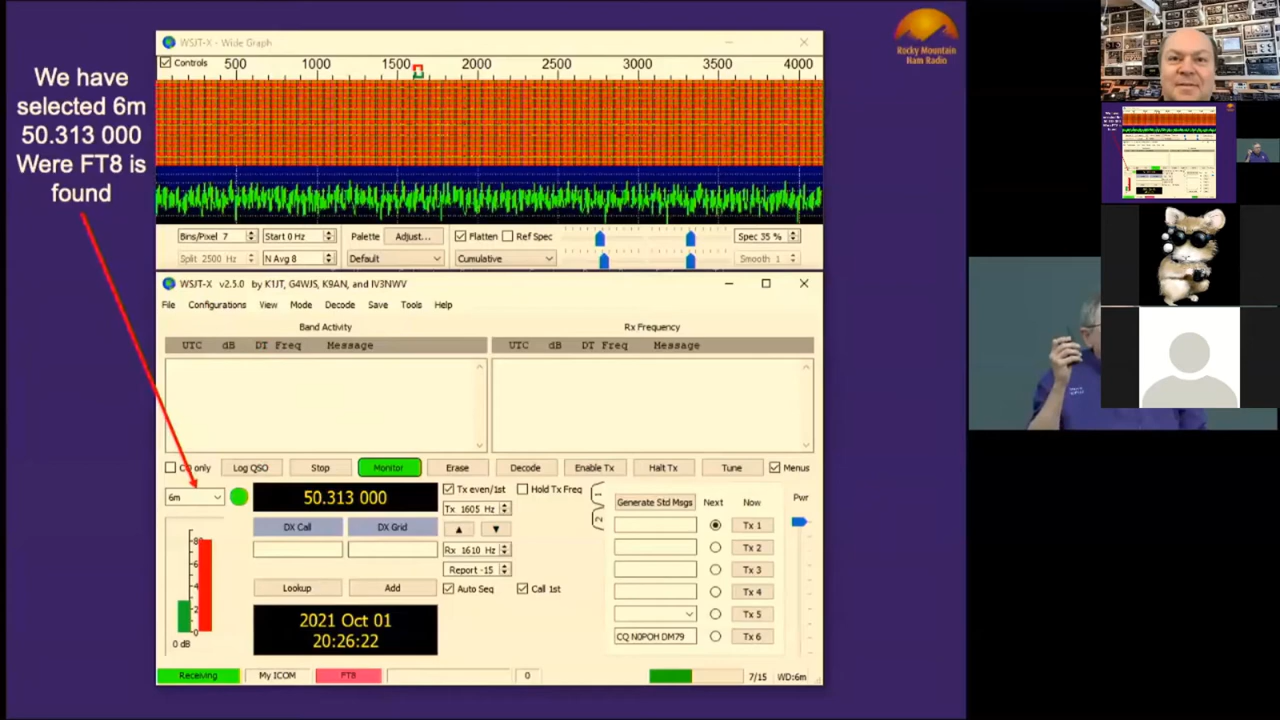 We have
selected 6m
50.313 000
Were FT8 is
found
Rocky Mountain
Ham Radio
WSJT-X - Wide Graph
Controls 500 1000 1500 2000 2500 3000 3500 4000
Bins/Pixel 7 Start 0 Hz Palette Adjust... Flatten Ref Spec Spec 35 %
Split 2500 Hz N Avg 8 Default Cumulative Smooth 1
WSJT-X v2.5.0 by K1JT, G4WJS, K9AN, and IV3NWV
File Configurations View Mode Decode Save Tools Help
Band Activity Rx Frequency
UTC dB DT Freq Message UTC dB DT Freq Message
only Log QSO Stop Monitor Erase Decode Enable Tx Halt Tx Tune Menus
6m 50.313 000 Tx even/1st Hold Tx Freq 1 Generate Std Msgs Next Now Pwr
Tx 1605 Hz 2
DX Call DX Grid Tx 1
Rx 1610 Hz Tx 2
Report -15 Tx 3
Lookup Add Auto Seq Call 1st Tx 4
2021 Oct 01 Tx 5
20:26:22 CQ N0POH DM79 Tx 6
0 dB
Receiving My ICOM FT8 0 7/15 WD:6m